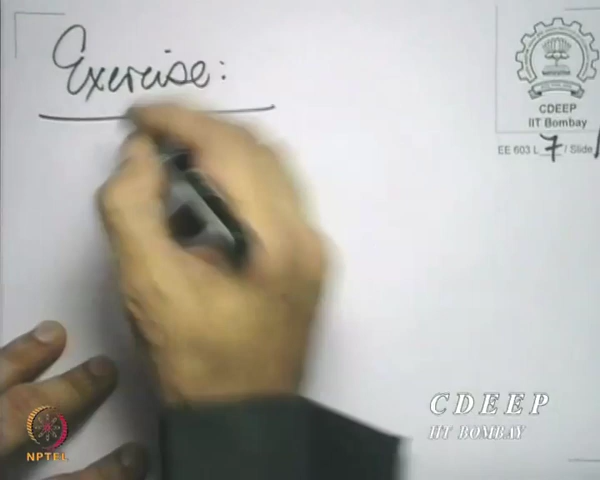 Exercise:
CDEEP
IIT Bombay
EE 603 L 7 / Slide
CDEEP
IIT BOMBAY
NPTEL